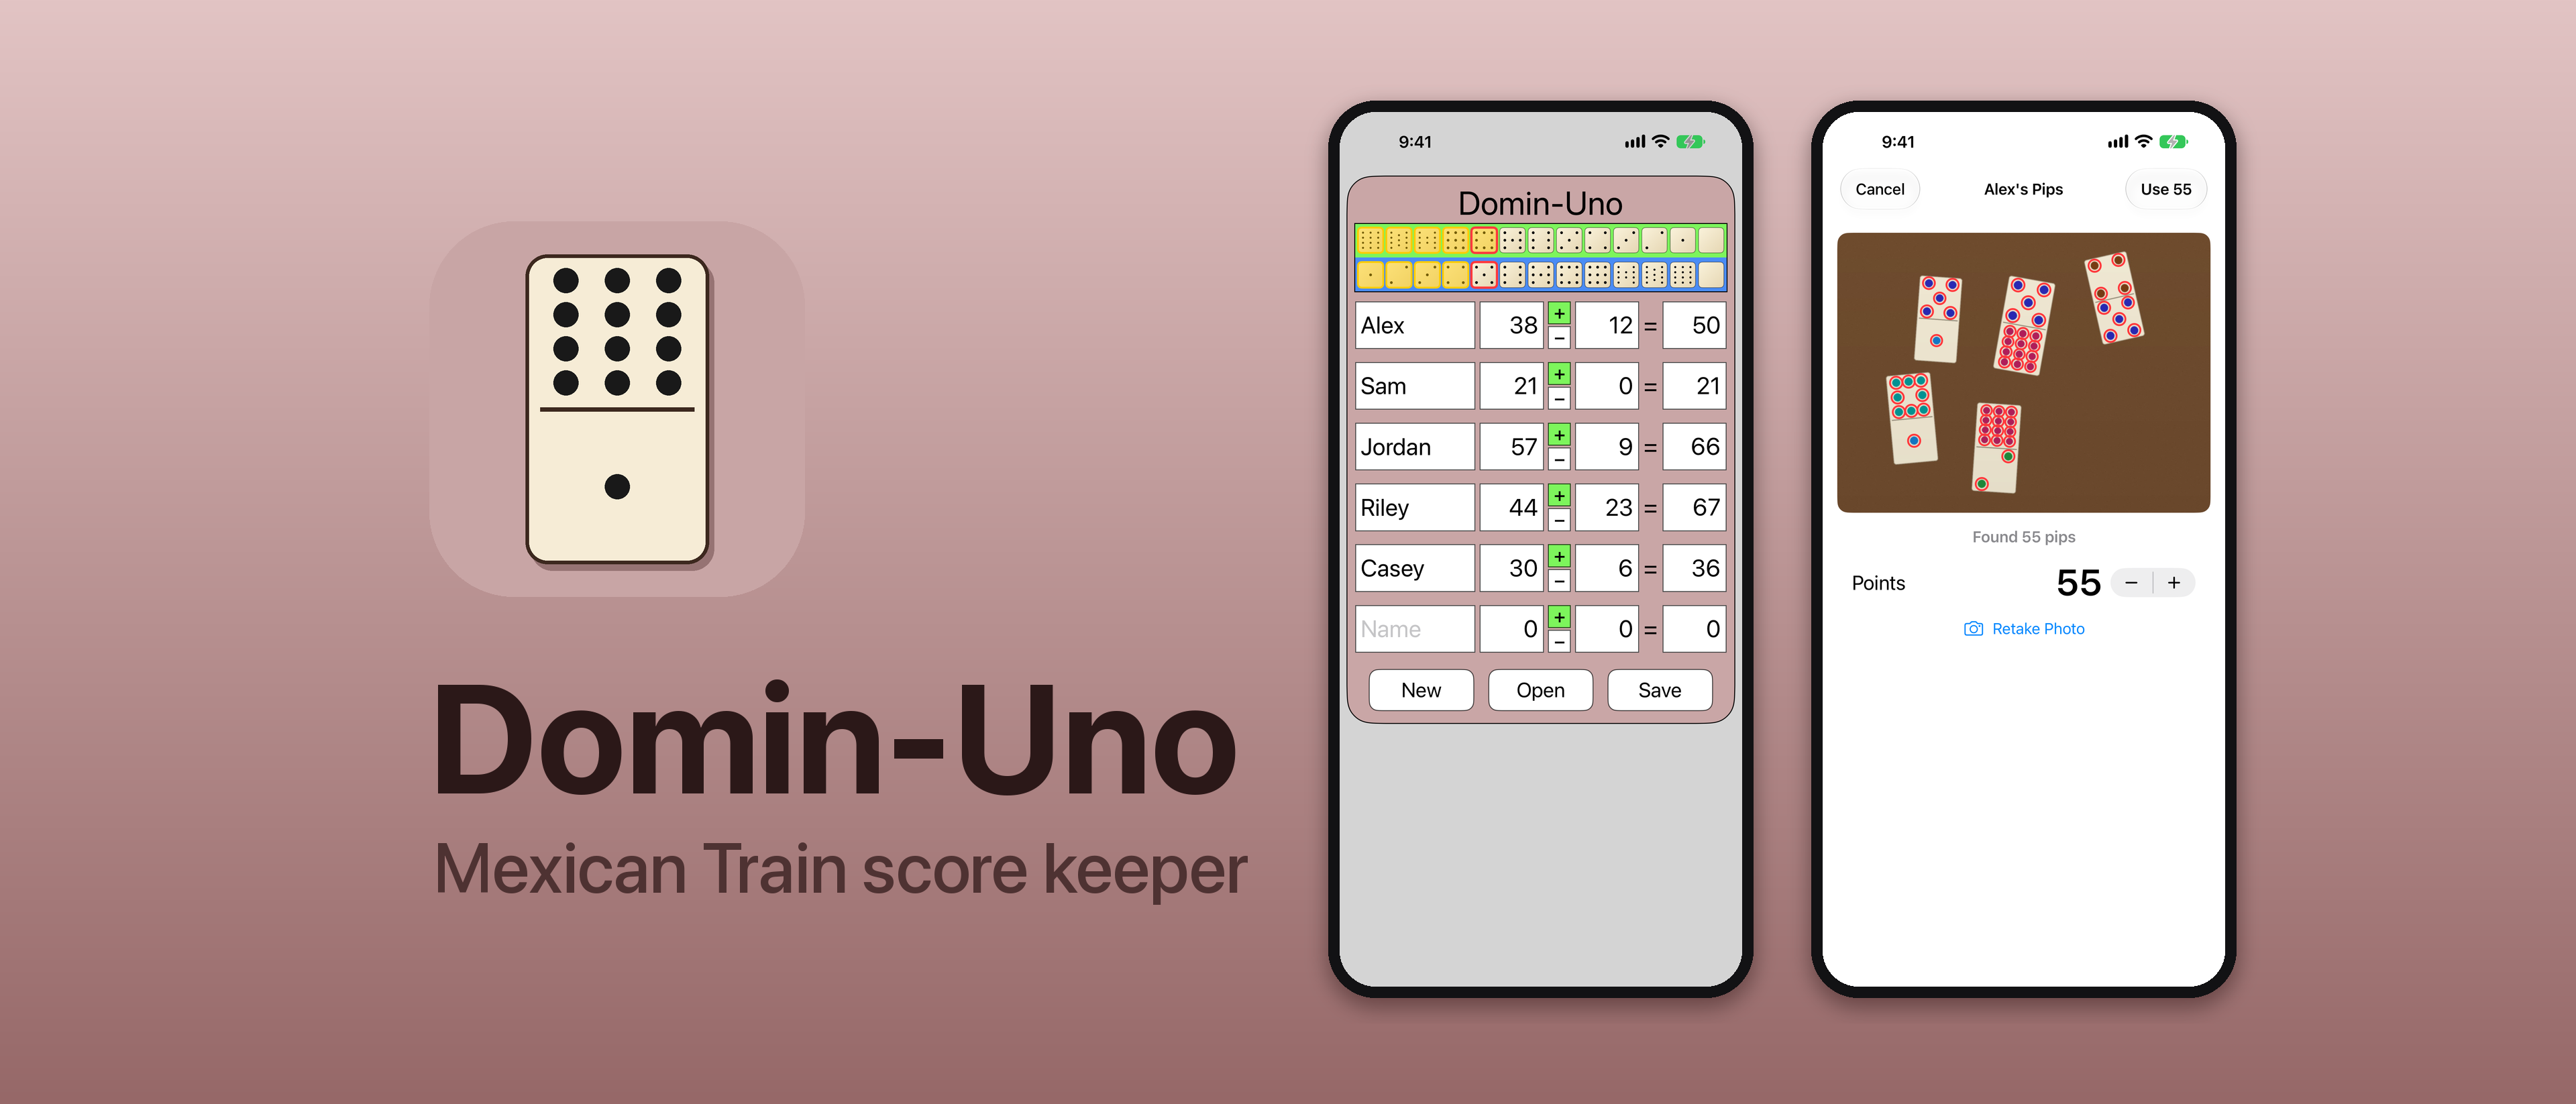 Domin-Uno
Mexican Train score keeper
9:41
Domin-Uno
Alex 38 + − 12 = 50
Sam 21 + − 0 = 21
Jordan 57 + − 9 = 66
Riley 44 + − 23 = 67
Casey 30 + − 6 = 36
Name 0 + − 0 = 0
New Open Save
9:41
Cancel Alex's Pips Use 55
Found 55 pips
Points 55 − +
Retake Photo